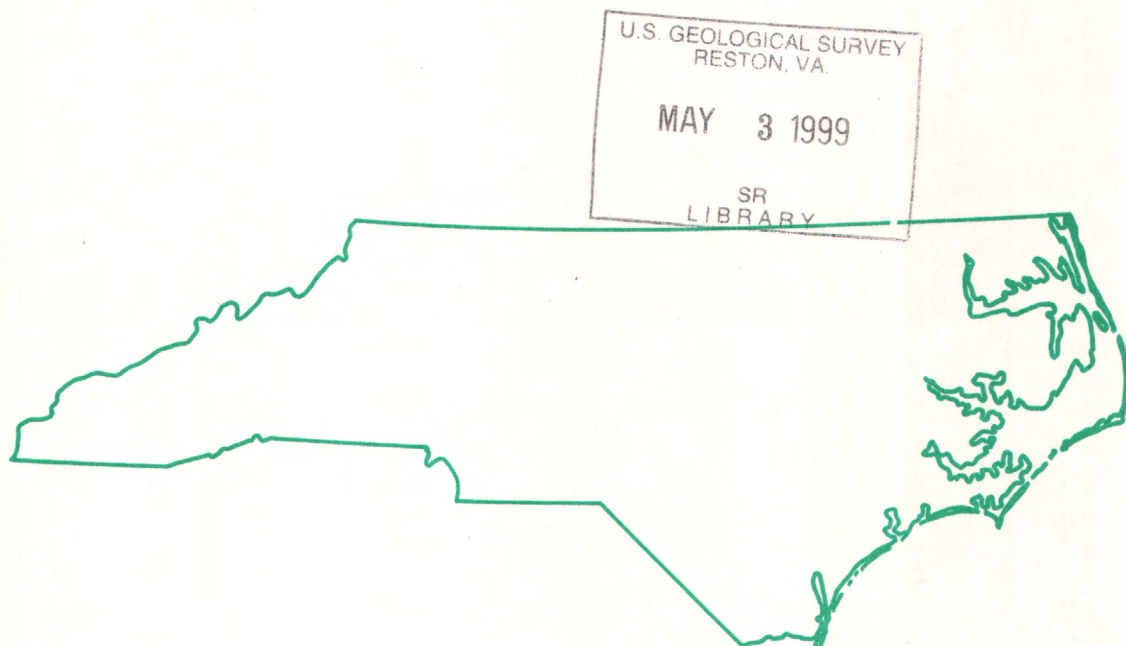 U.S. GEOLOGICAL SURVEY
RESTON, VA.
MAY 3 1999
SR
LIBRARY